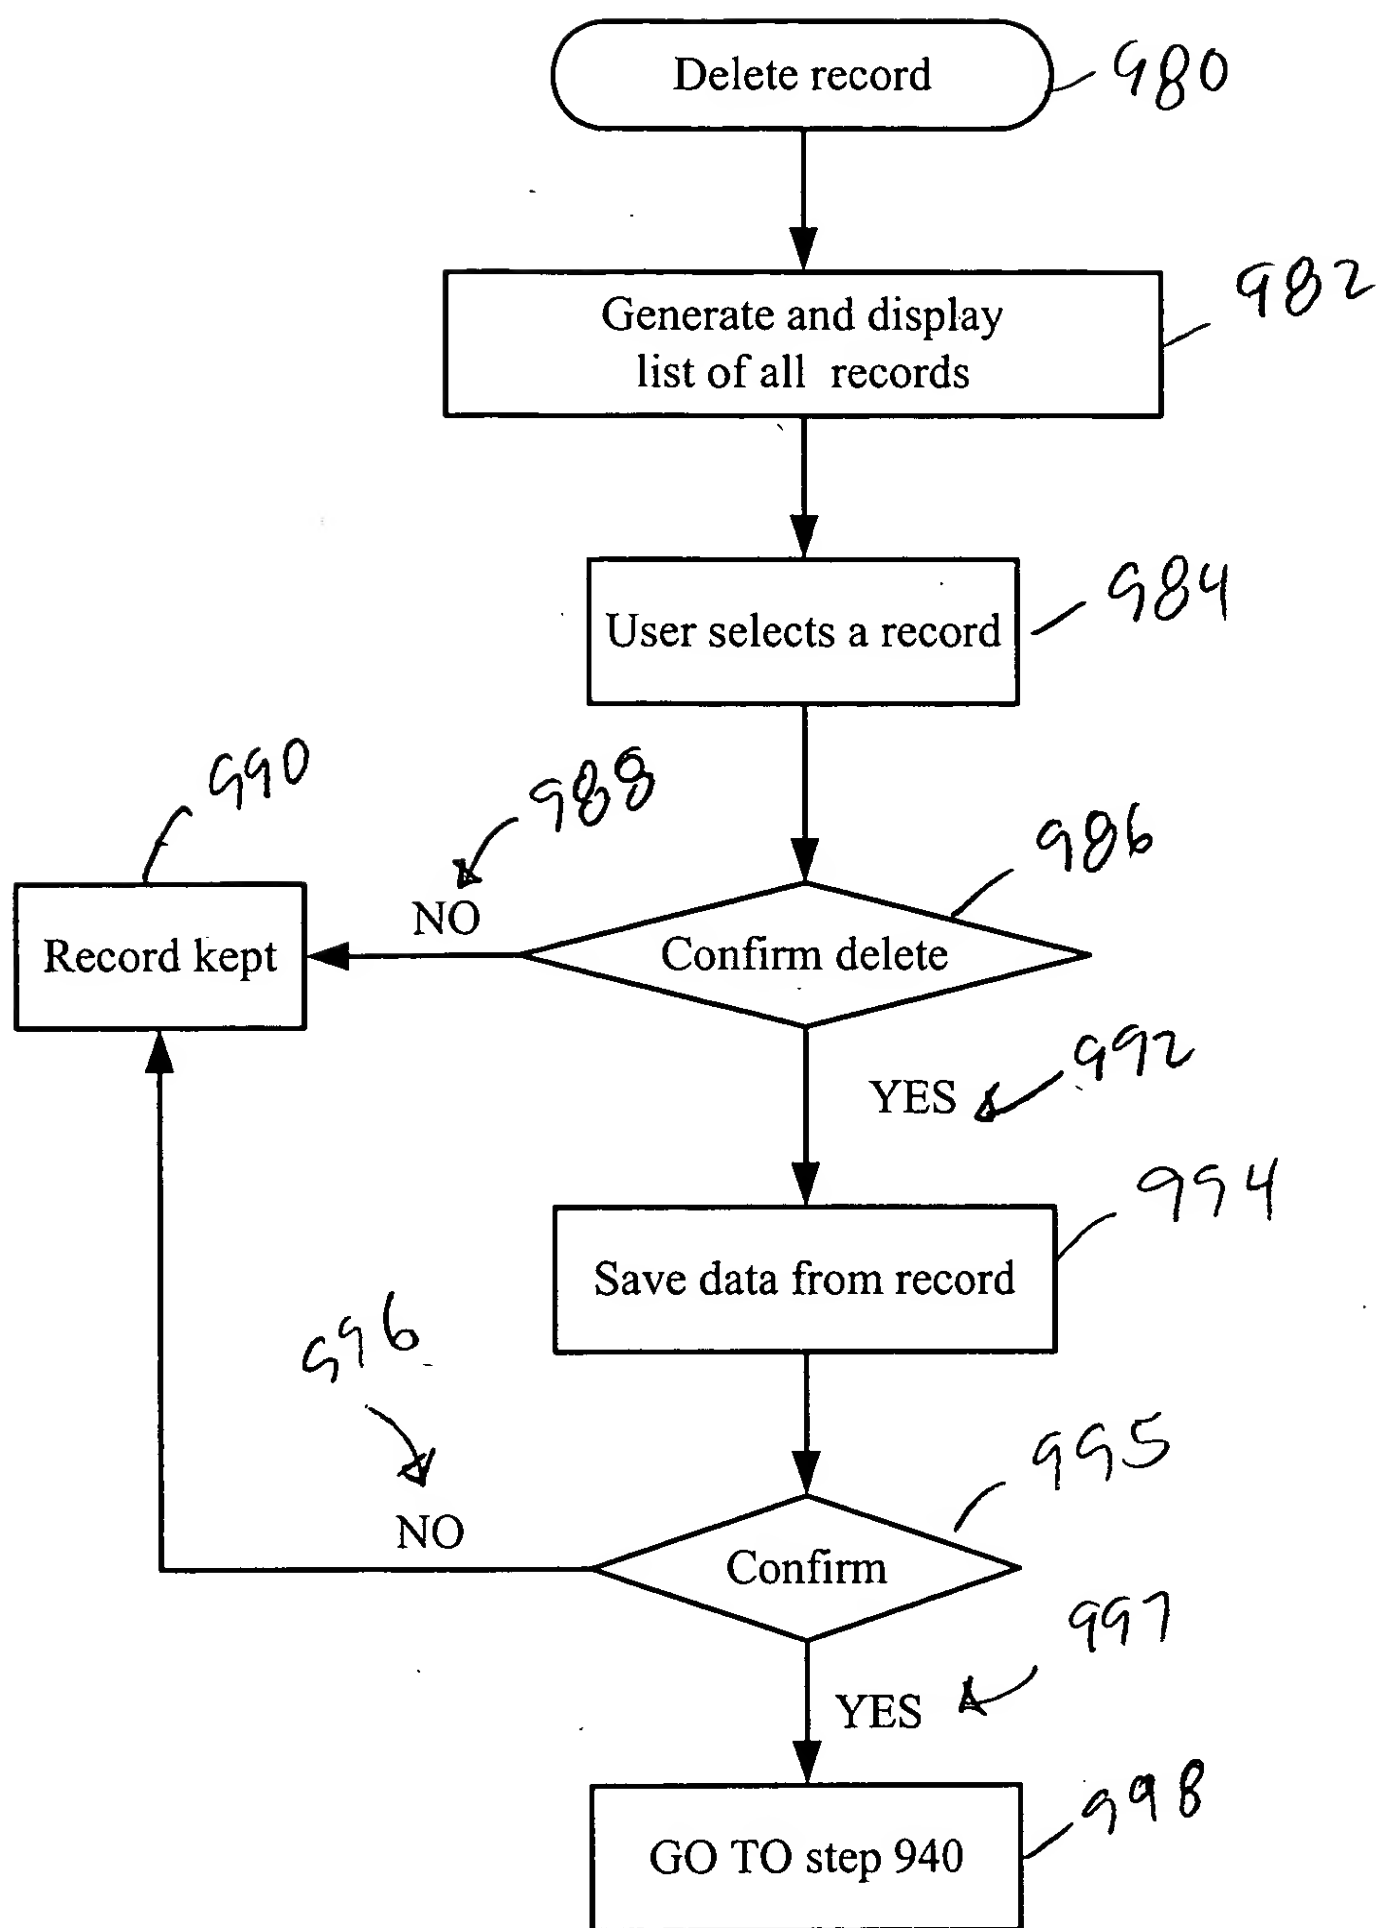 Delete record
980
Generate and display
list of all records
982
User selects a record
984
990
988
986
NO
Record kept
Confirm delete
992
YES
994
Save data from record
996
995
NO
Confirm
997
YES
998
GO TO step 940